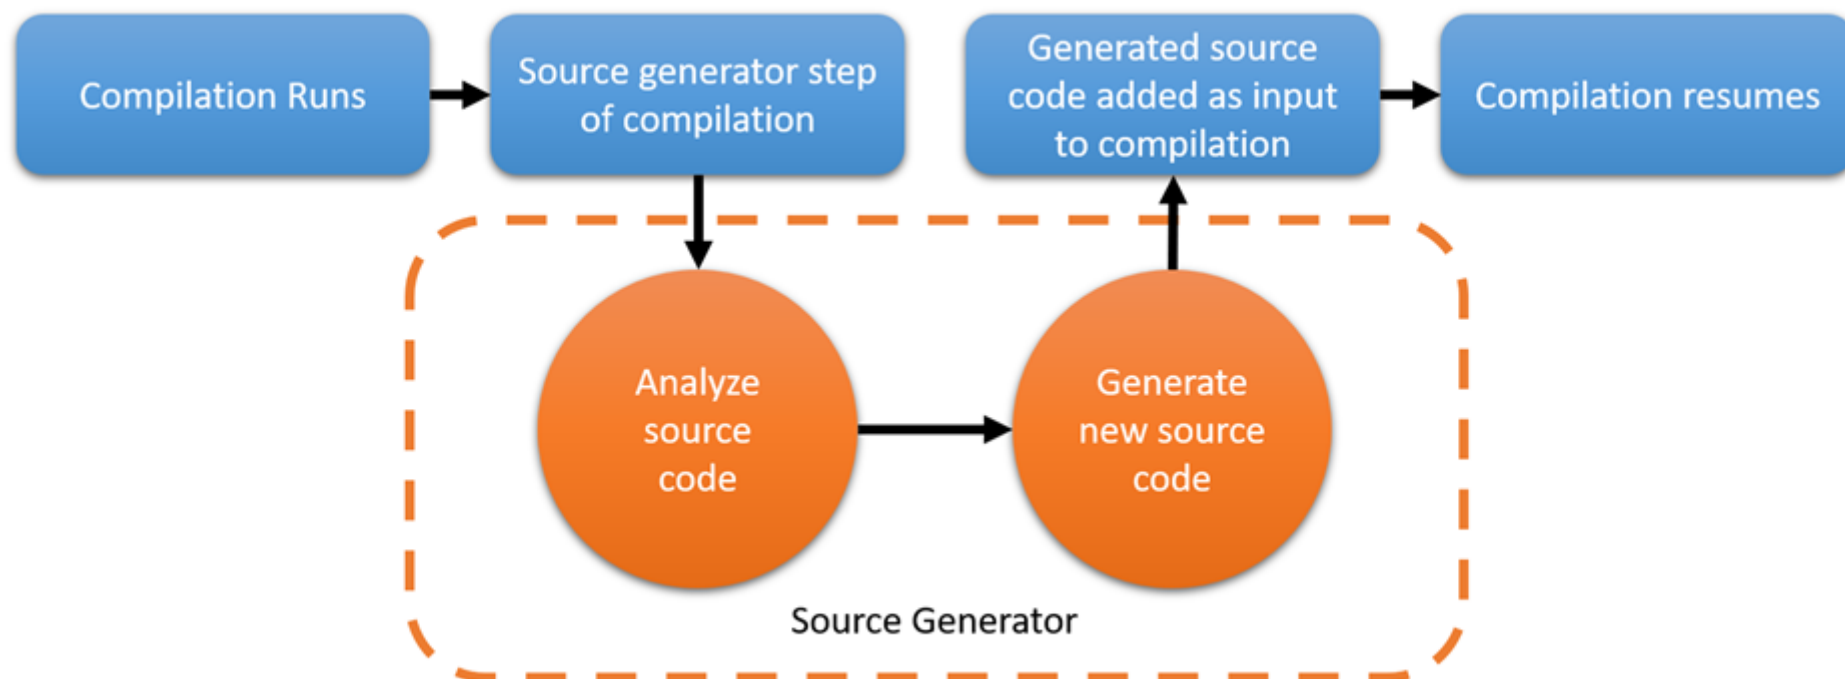 Compilation Runs
Source generator step
of compilation
Generated source
code added as input
to compilation
Compilation resumes
Analyze
source
code
Generate
new source
code
Source Generator